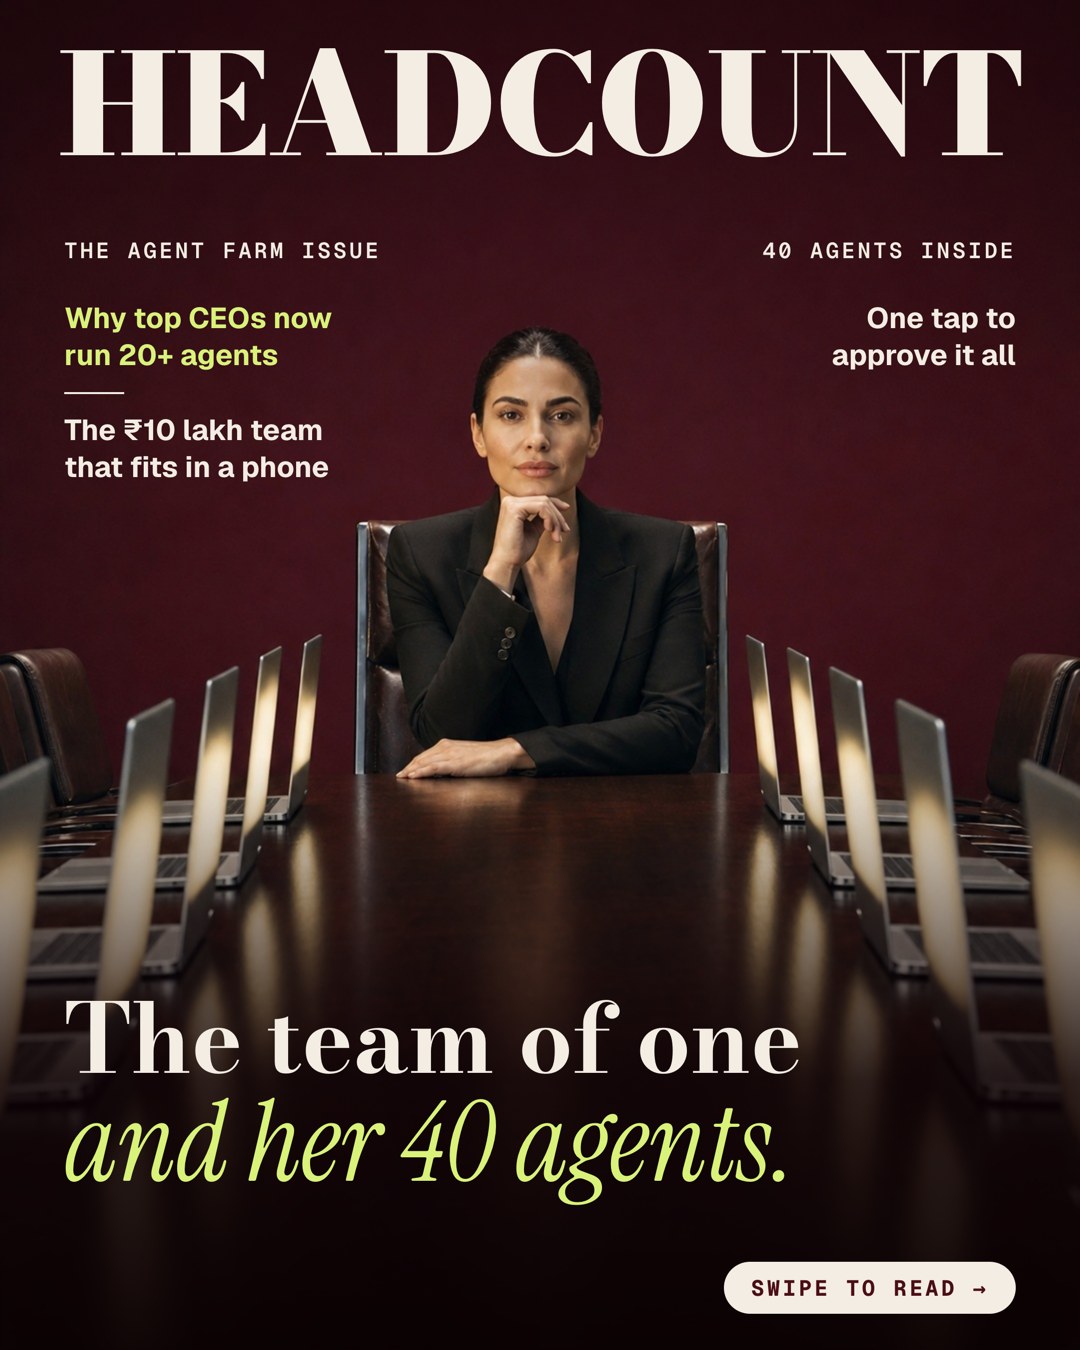 HEADCOUNT
THE AGENT FARM ISSUE
40 AGENTS INSIDE
Why top CEOs now
run 20+ agents
The ₹10 lakh team
that fits in a phone
One tap to
approve it all
The team of one
and her 40 agents.
SWIPE TO READ →